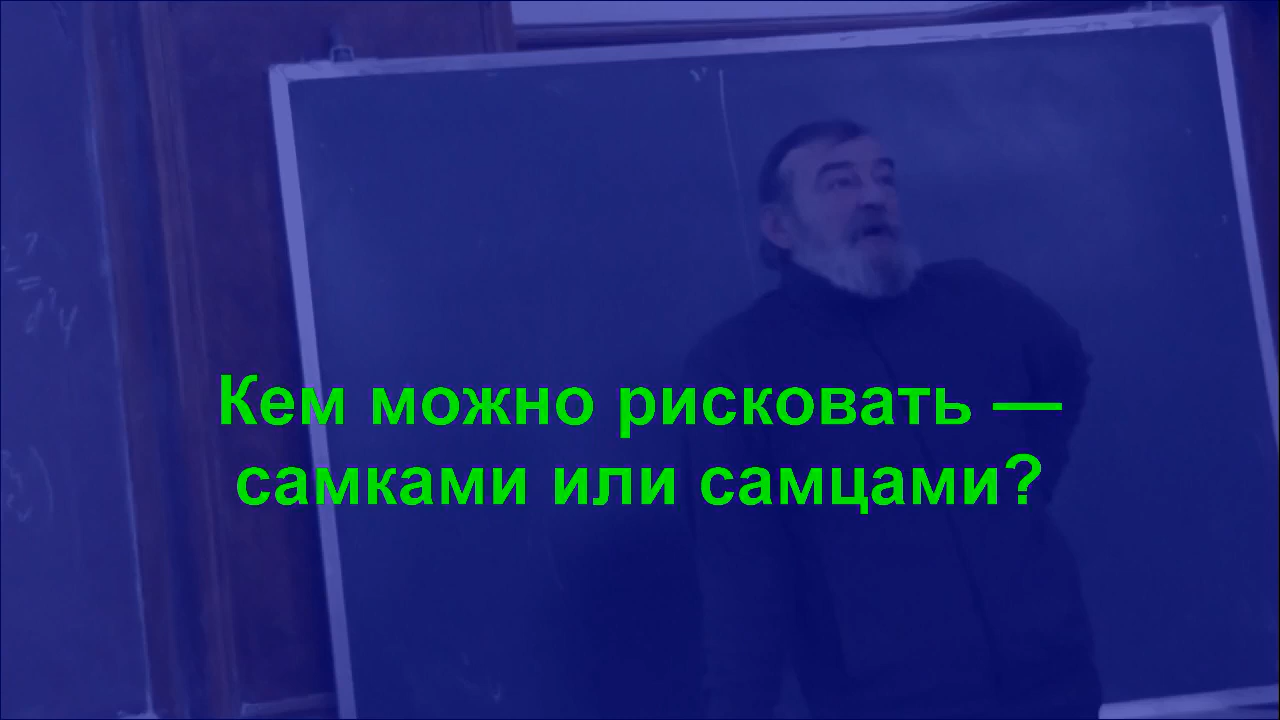 Кем можно рисковать —
самками или самцами?